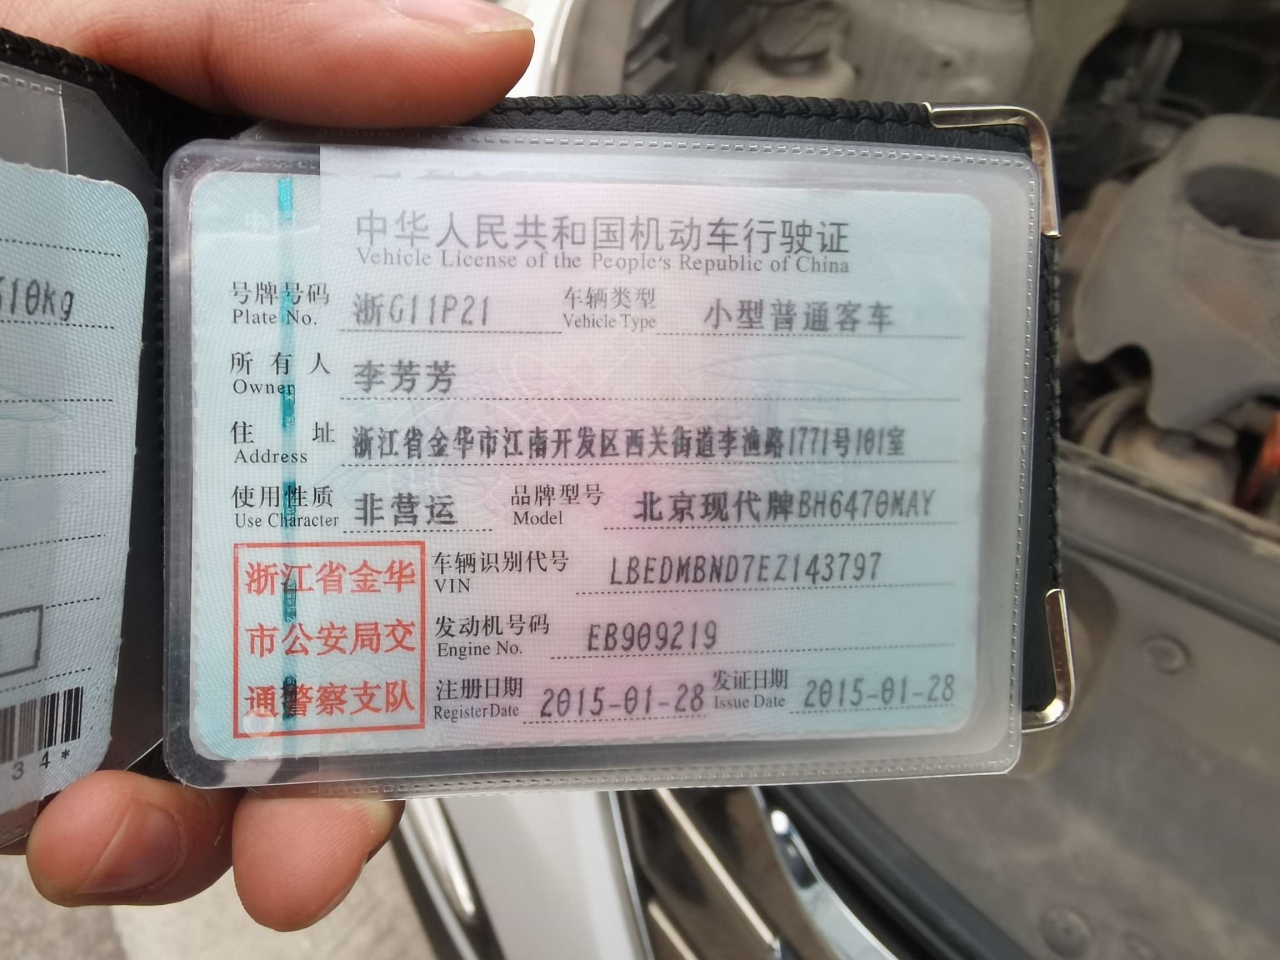 610kg
34*
中华人民共和国机动车行驶证
Vehicle License of the People's Republic of China
号牌号码 浙G11P21 车辆类型 小型普通客车
Plate No. Vehicle Type
所有人 李芳芳
Owner
住址 浙江省金华市江南开发区西关街道李渔路1771号101室
Address
使用性质 非营运 品牌型号 北京现代牌BH6470MAY
Use Character Model
浙江省金华
市公安局交
通警察支队
车辆识别代号 LBEDMBND7EZ143797
VIN
发动机号码 EB909219
Engine No.
注册日期 2015-01-28 发证日期 2015-01-28
Register Date Issue Date